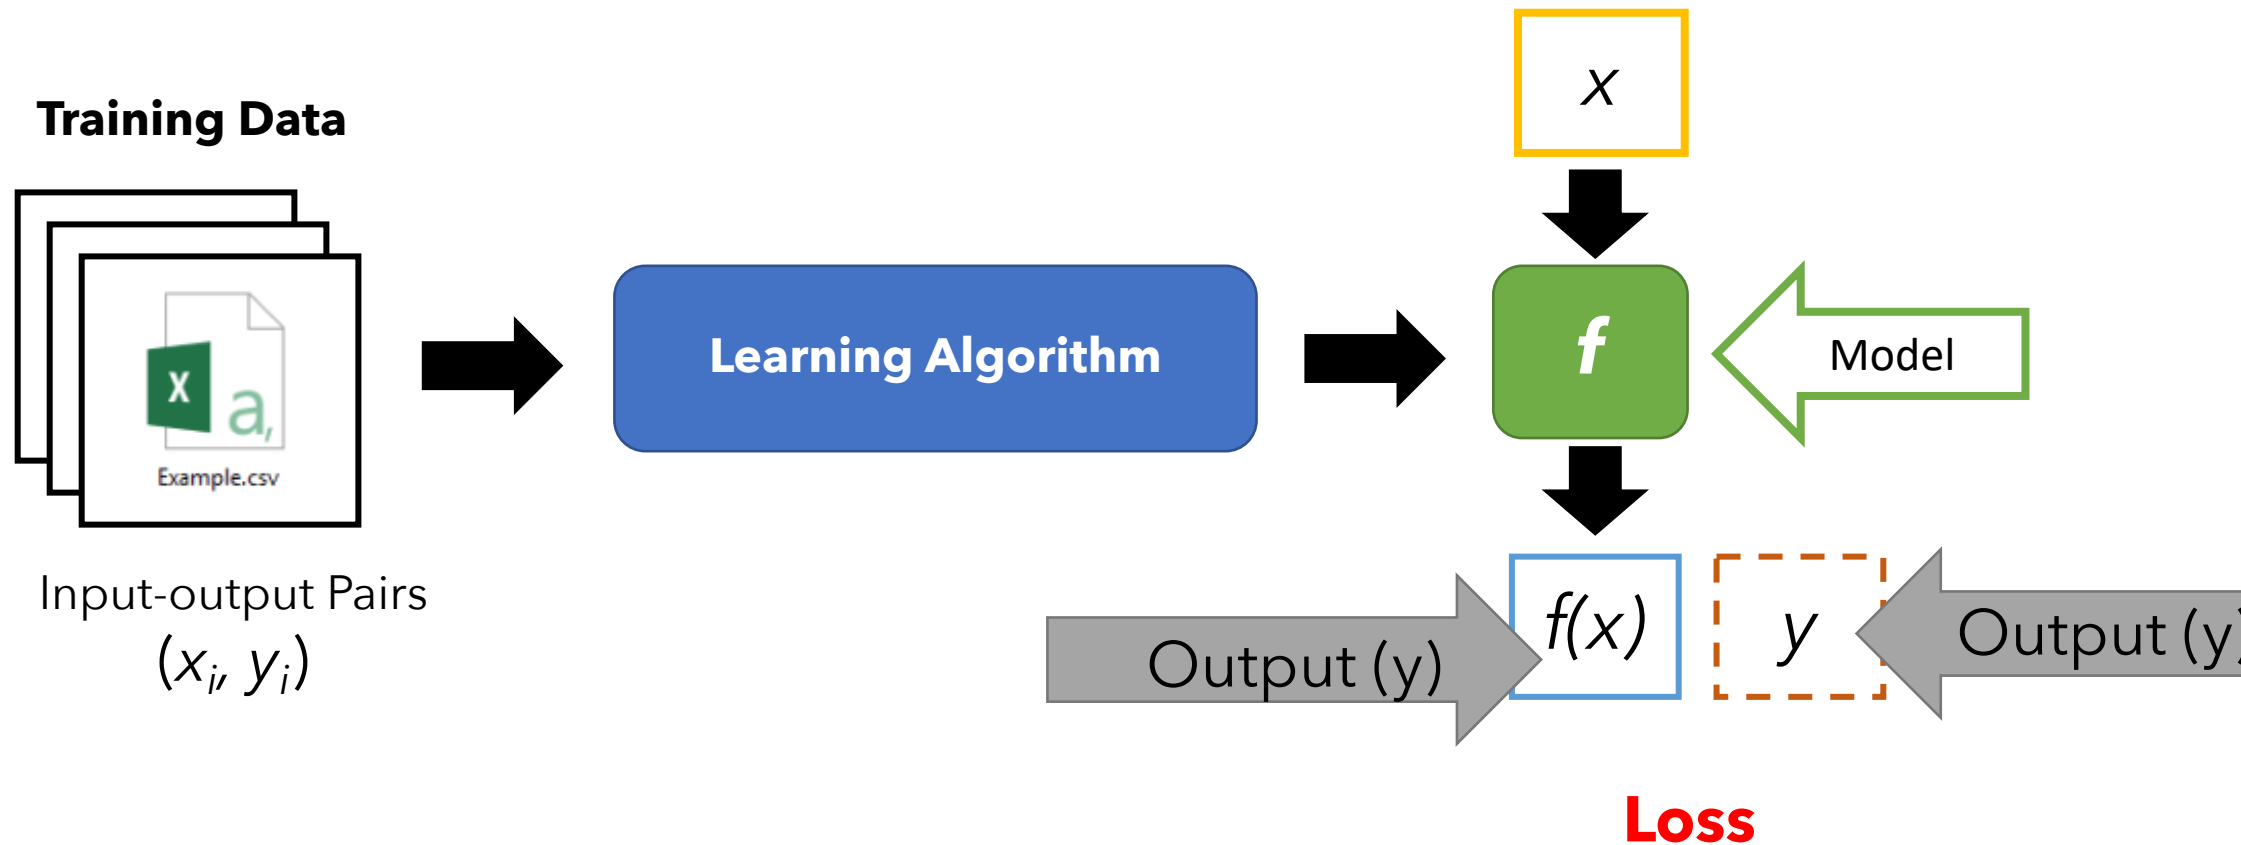 x
Training Data
X
a,
Example.csv
Learning Algorithm
f
Model
Input-output Pairs
(xi, yi)
Output (y)
f(x)
y
Output (y)
Loss